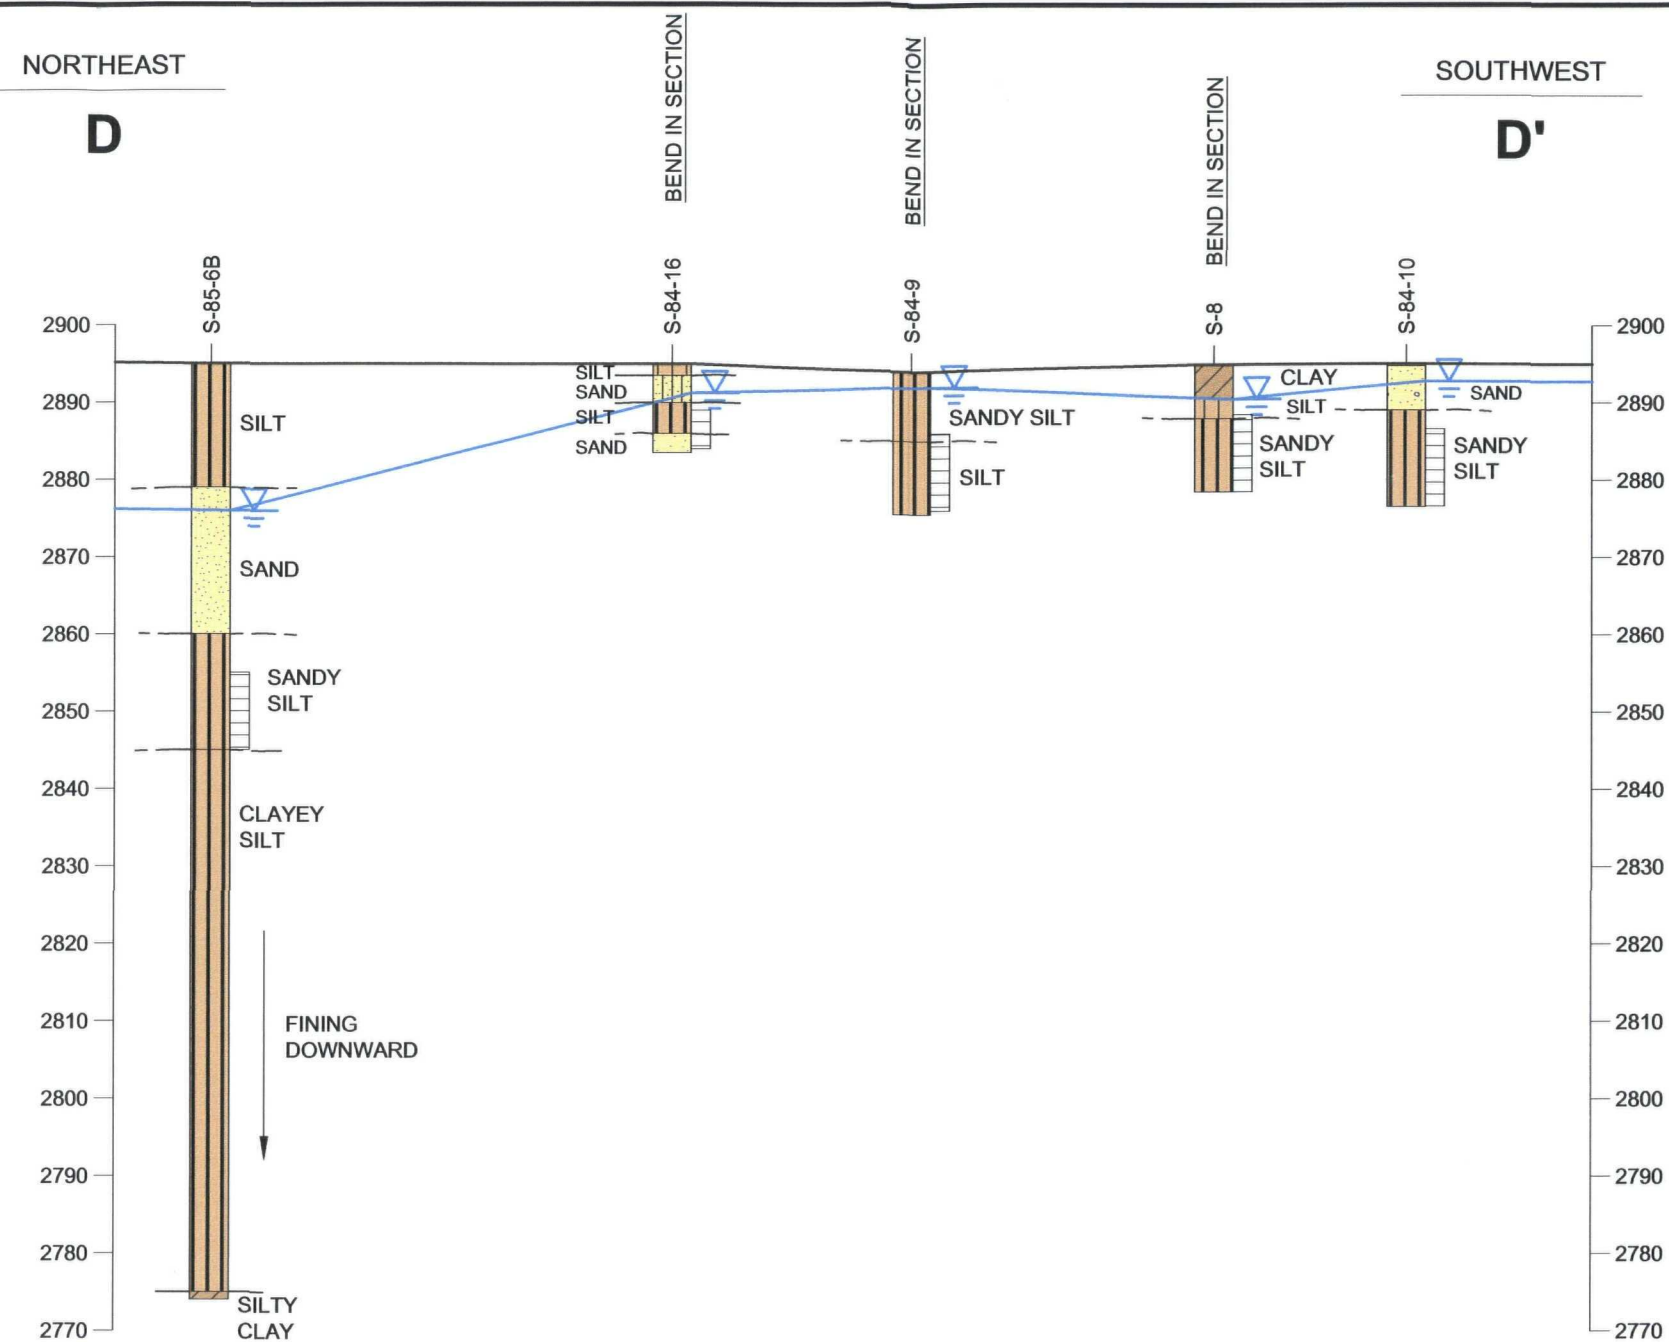 NORTHEAST
D
BEND IN SECTION
BEND IN SECTION
BEND IN SECTION
SOUTHWEST
D'
S-85-6B
S-84-16
S-84-9
S-8
S-84-10
2900
2890
2880
2870
2860
2850
2840
2830
2820
2810
2800
2790
2780
2770
SILT
SAND
SANDY
SILT
CLAYEY
SILT
FINING
DOWNWARD
SILTY
CLAY
SILT
SAND
SILT
SAND
SANDY SILT
SILT
CLAY
SILT
SANDY
SILT
SAND
SANDY
SILT
2900
2890
2880
2870
2860
2850
2840
2830
2820
2810
2800
2790
2780
2770